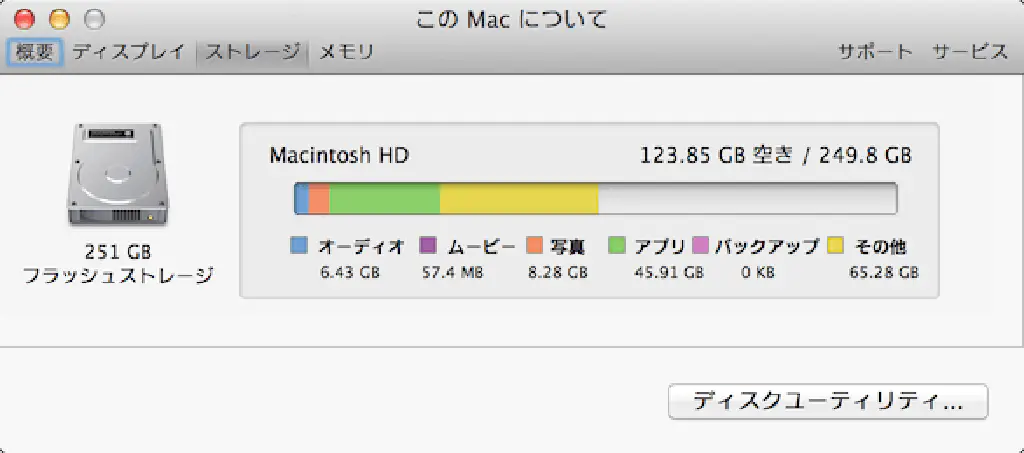 このMacについて
概要 ディスプレイ ストレージ メモリ サポート サービス
Macintosh HD 123.85 GB 空き / 249.8 GB
251 GB
フラッシュストレージ
オーディオ ムービー 写真 アプリ バックアップ その他
6.43 GB 57.4 MB 8.28 GB 45.91 GB 0 KB 65.28 GB
ディスクユーティリティ...